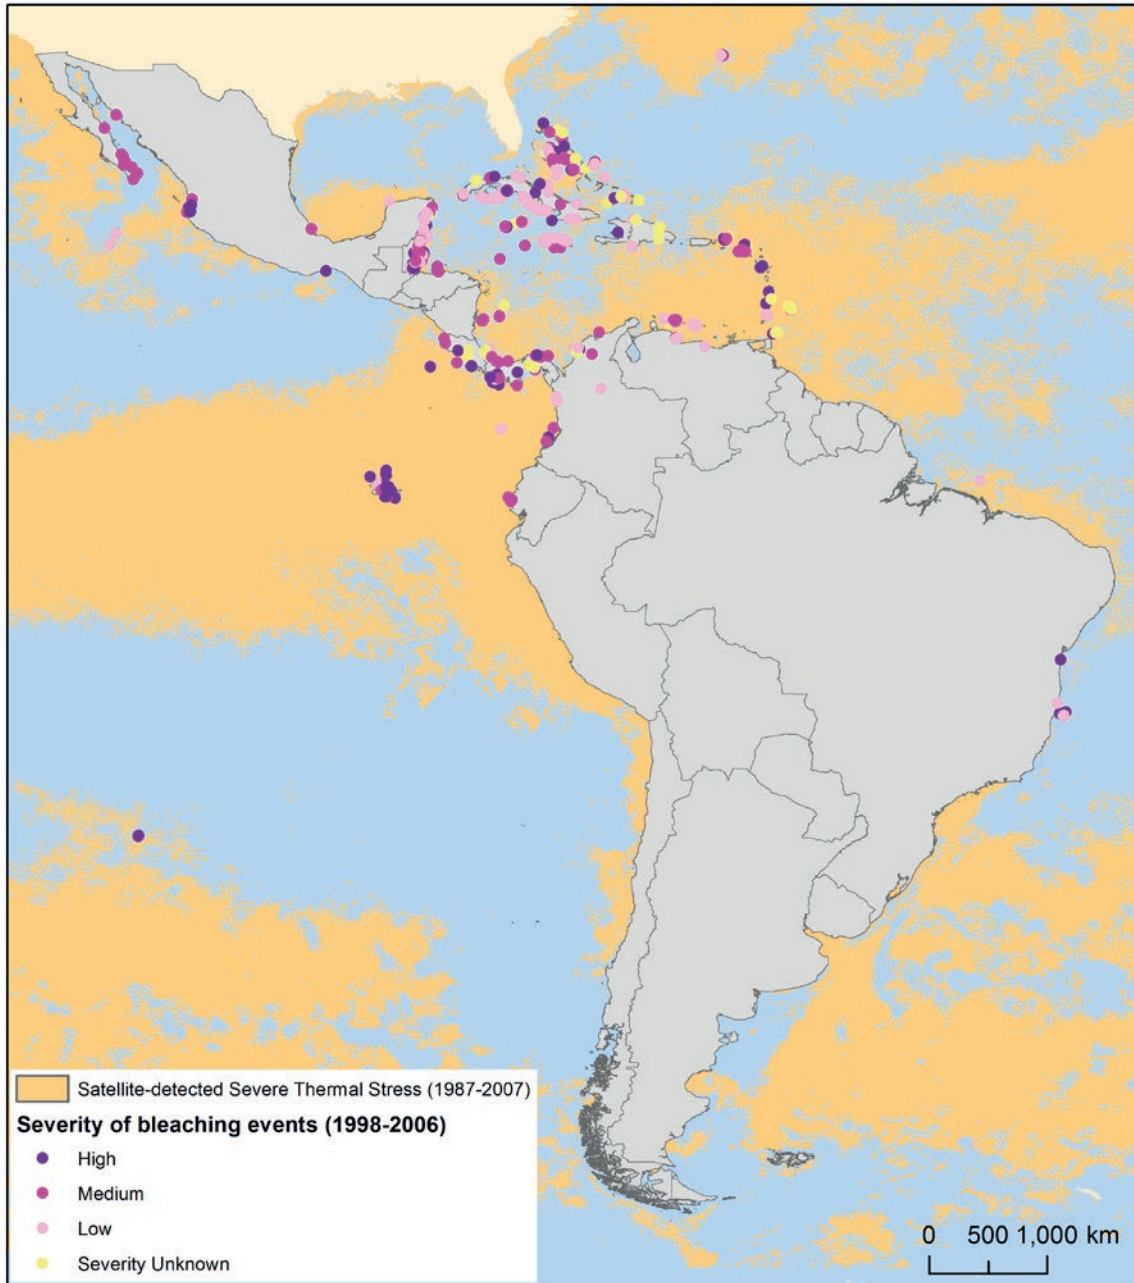 Satellite-detected Severe Thermal Stress (1987-2007)
Severity of bleaching events (1998-2006)
High
Medium
Low
Severity Unknown
0 500 1,000 km